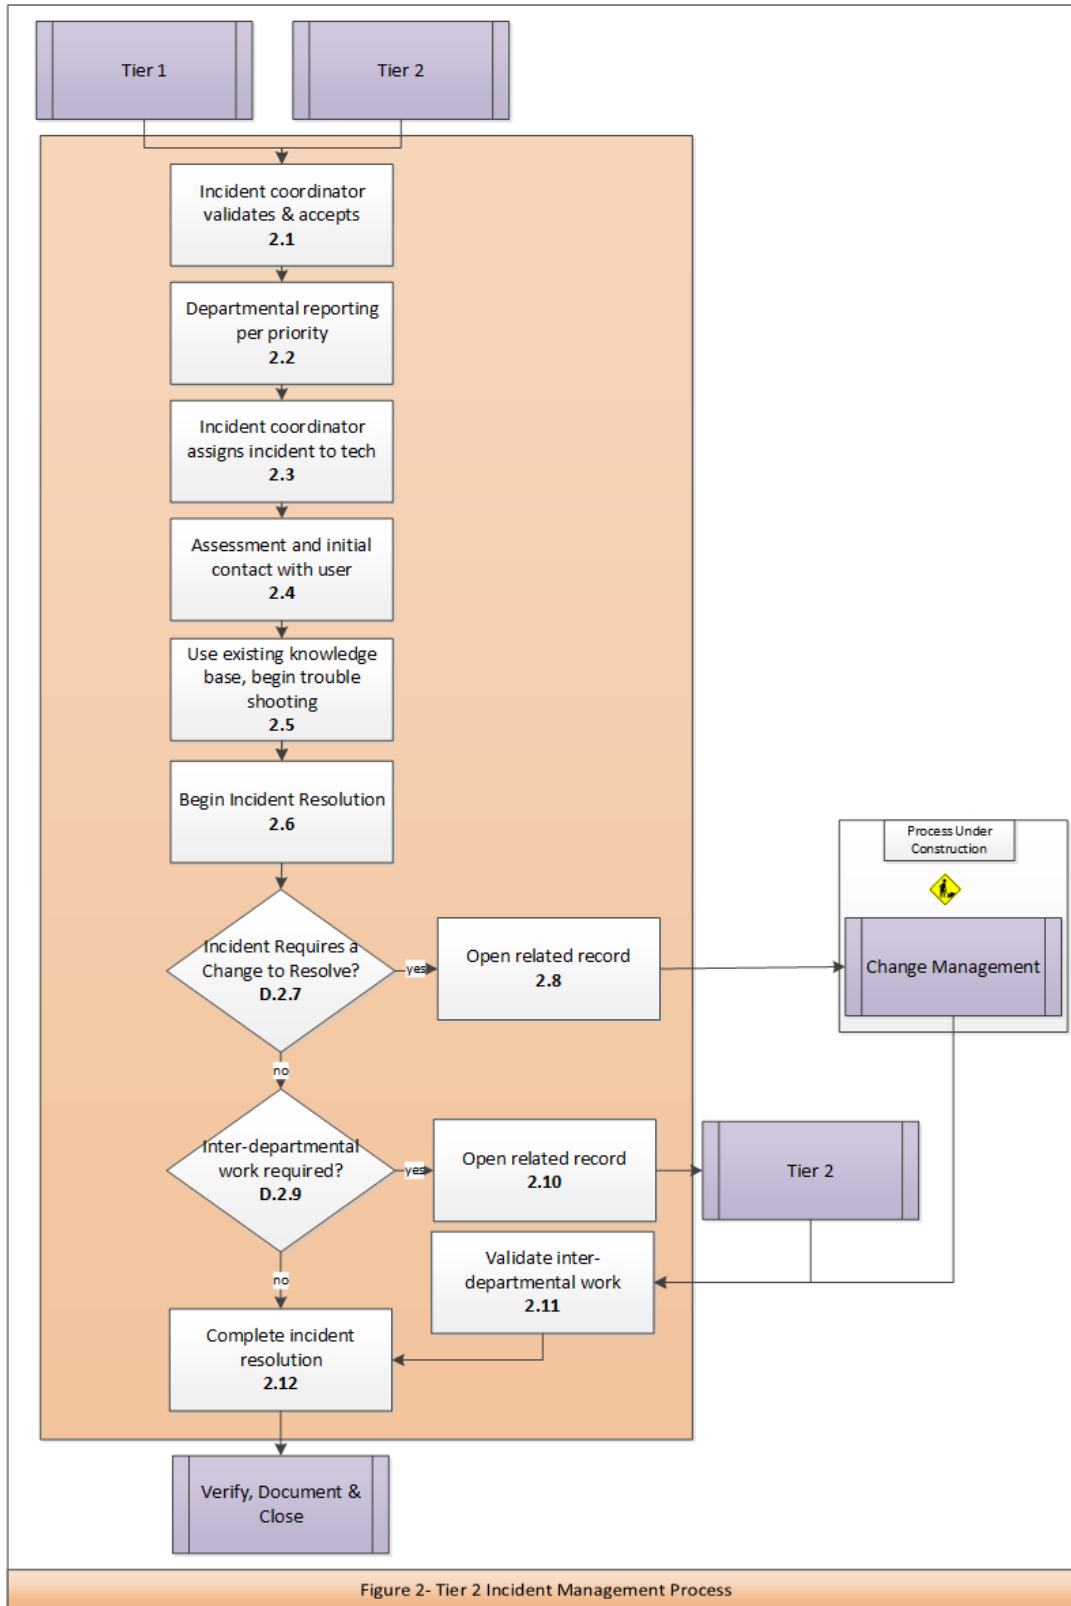 Tier 1
Tier 2
Incident coordinator
validates & accepts
2.1
Departmental reporting
per priority
2.2
Incident coordinator
assigns incident to tech
2.3
Assessment and initial
contact with user
2.4
Use existing knowledge
base, begin trouble
shooting
2.5
Begin Incident Resolution
2.6
Process Under
Construction
Incident Requires a
Change to Resolve?
D.2.7
yes
Open related record
2.8
Change Management
no
Inter-departmental
work required?
D.2.9
yes
Open related record
2.10
Tier 2
Validate inter-
departmental work
2.11
no
Complete incident
resolution
2.12
Verify, Document &
Close
Figure 2- Tier 2 Incident Management Process